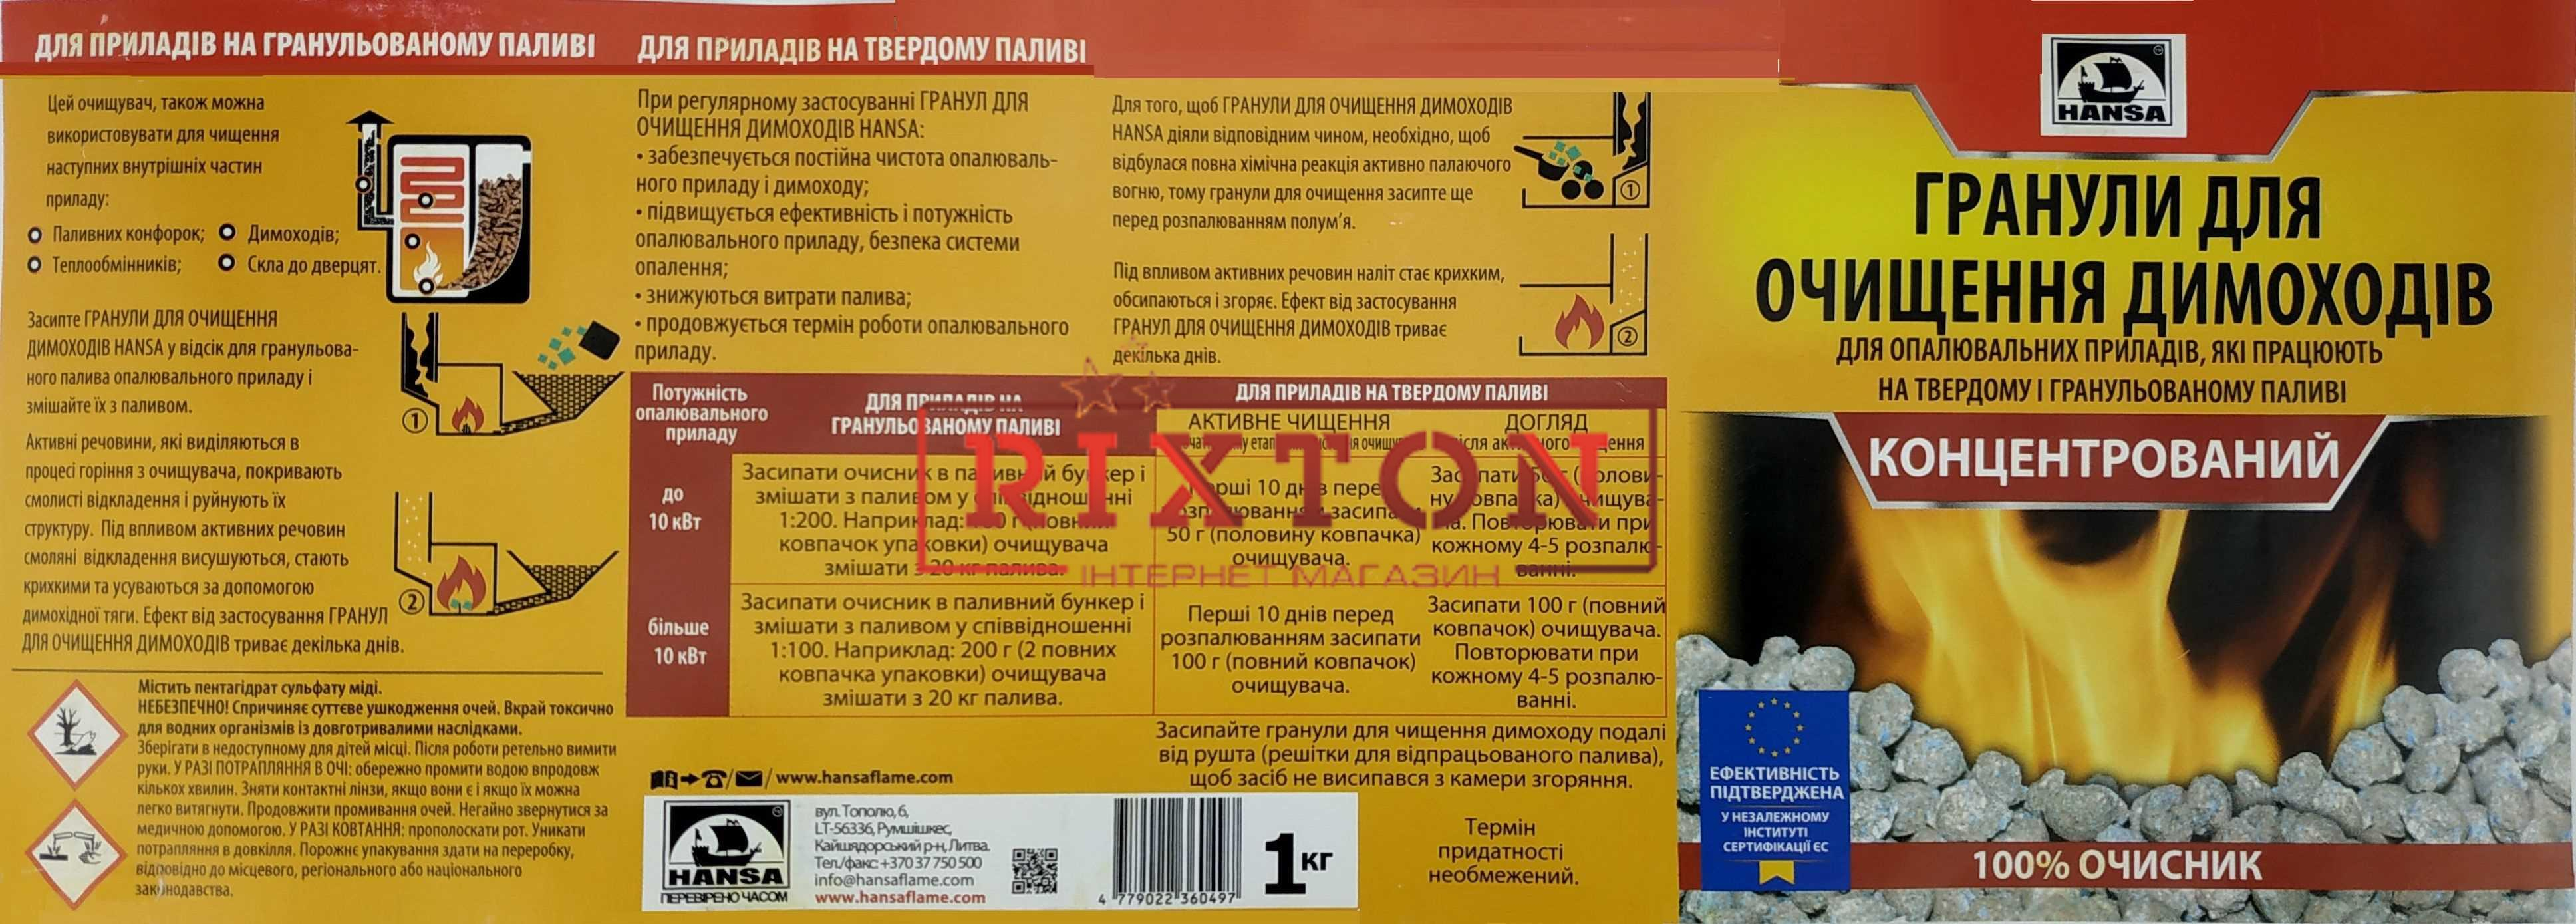 ДЛЯ ПРИЛАДІВ НА ГРАНУЛЬОВАНОМУ ПАЛИВІ
Цей очищувач, також можна
використовувати для чищення
наступних внутрішніх частин
приладу:
Паливних конфорок; Димоходів;
Теплообмінників; Скла до дверцят.
Засипте ГРАНУЛИ ДЛЯ ОЧИЩЕННЯ
ДИМОХОДІВ HANSA у відсік для гранульова-
ного палива опалювального приладу і
змішайте їх з паливом.
1
Активні речовини, які виділяються в
процесі горіння з очищувача, покривають
смолисті відкладення і руйнують їх
структуру. Під впливом активних речовин
смоляні відкладення висушуються, стають
крихкими та усуваються за допомогою
димохідної тяги. Ефект від застосування ГРАНУЛ
ДЛЯ ОЧИЩЕННЯ ДИМОХОДІВ триває декілька днів.
2
Містить пентагідрат сульфату міді.
НЕБЕЗПЕЧНО! Спричиняє суттєве ушкодження очей. Вкрай токсично
для водних організмів із довготривалими наслідками.
Зберігати в недоступному для дітей місці. Після роботи ретельно вимити
руки. У РАЗІ ПОТРАПЛЯННЯ В ОЧІ: обережно промити водою впродовж
кількох хвилин. Зняти контактні лінзи, якщо вони є і якщо їх можна
легко витягнути. Продовжити промивання очей. Негайно звернутися за
медичною допомогою. У РАЗІ КОВТАННЯ: прополоскати рот. Уникати
потрапляння в довкілля. Порожнє упакування здати на переробку,
відповідно до місцевого, регіонального або національного
законодавства.
ДЛЯ ПРИЛАДІВ НА ТВЕРДОМУ ПАЛИВІ
При регулярному застосуванні ГРАНУЛ ДЛЯ
ОЧИЩЕННЯ ДИМОХОДІВ HANSA:
• забезпечується постійна чистота опалюваль-
ного приладу і димоходу;
• підвищується ефективність і потужність
опалювального приладу, безпека системи
опалення;
• знижуються витрати палива;
• продовжується термін роботи опалювального
приладу.
Для того, щоб ГРАНУЛИ ДЛЯ ОЧИЩЕННЯ ДИМОХОДІВ
HANSA діяли відповідним чином, необхідно, щоб
відбулася повна хімічна реакція активно палаючого
вогню, тому гранули для очищення засипте ще
перед розпалюванням полум'я.
1
Під впливом активних речовин наліт стає крихким,
обсипаються і згоряє. Ефект від застосування
ГРАНУЛ ДЛЯ ОЧИЩЕННЯ ДИМОХОДІВ триває
декілька днів.
2
Потужність
опалювального
приладу
ДЛЯ ПРИЛАДІВ НА
ГРАНУЛЬОВАНОМУ ПАЛИВІ
ДЛЯ ПРИЛАДІВ НА ТВЕРДОМУ ПАЛИВІ
АКТИВНЕ ЧИЩЕННЯ
ДОГЛЯД
до
10 кВт
Засипати очисник в паливний бункер і
змішати з паливом у співвідношенні
1:200. Наприклад: 100 г (повний
ковпачок упаковки) очищувача
змішати з 20 кг палива.
Перші 10 днів перед
розпалюванням засипати
50 г (половину ковпачка)
очищувача.
Засипати 50 г (полови-
ну ковпачка) очищува-
ча. Повторювати при
кожному 4-5 розпалю-
ванні.
більше
10 кВт
Засипати очисник в паливний бункер і
змішати з паливом у співвідношенні
1:100. Наприклад: 200 г (2 повних
ковпачка упаковки) очищувача
змішати з 20 кг палива.
Перші 10 днів перед
розпалюванням засипати
100 г (повний ковпачок)
очищувача.
Засипати 100 г (повний
ковпачок) очищувача.
Повторювати при
кожному 4-5 розпалю-
ванні.
RIXTON
ІНТЕРНЕТ МАГАЗИН
Засипайте гранули для чищення димоходу подалі
від рушта (решітки для відпрацьованого палива),
щоб засіб не висипався з камери згоряння.
www.hansaflame.com
HANSA
ПЕРЕВІРЕНО ЧАСОМ
вул. Тополю, 6,
LT-56336, Румшішкес,
Кайшядорський р-н, Литва.
Тел./факс: +370 37 750 500
info@hansaflame.com
www.hansaflame.com
4 779022 360497
1 кг
Термін
придатності
необмежений.
HANSA
ГРАНУЛИ ДЛЯ
ОЧИЩЕННЯ ДИМОХОДІВ
ДЛЯ ОПАЛЮВАЛЬНИХ ПРИЛАДІВ, ЯКІ ПРАЦЮЮТЬ
НА ТВЕРДОМУ І ГРАНУЛЬОВАНОМУ ПАЛИВІ
КОНЦЕНТРОВАНИЙ
ЕФЕКТИВНІСТЬ
ПІДТВЕРДЖЕНА
У НЕЗАЛЕЖНОМУ
ІНСТИТУТІ
СЕРТИФІКАЦІЇ ЄС
100% ОЧИСНИК